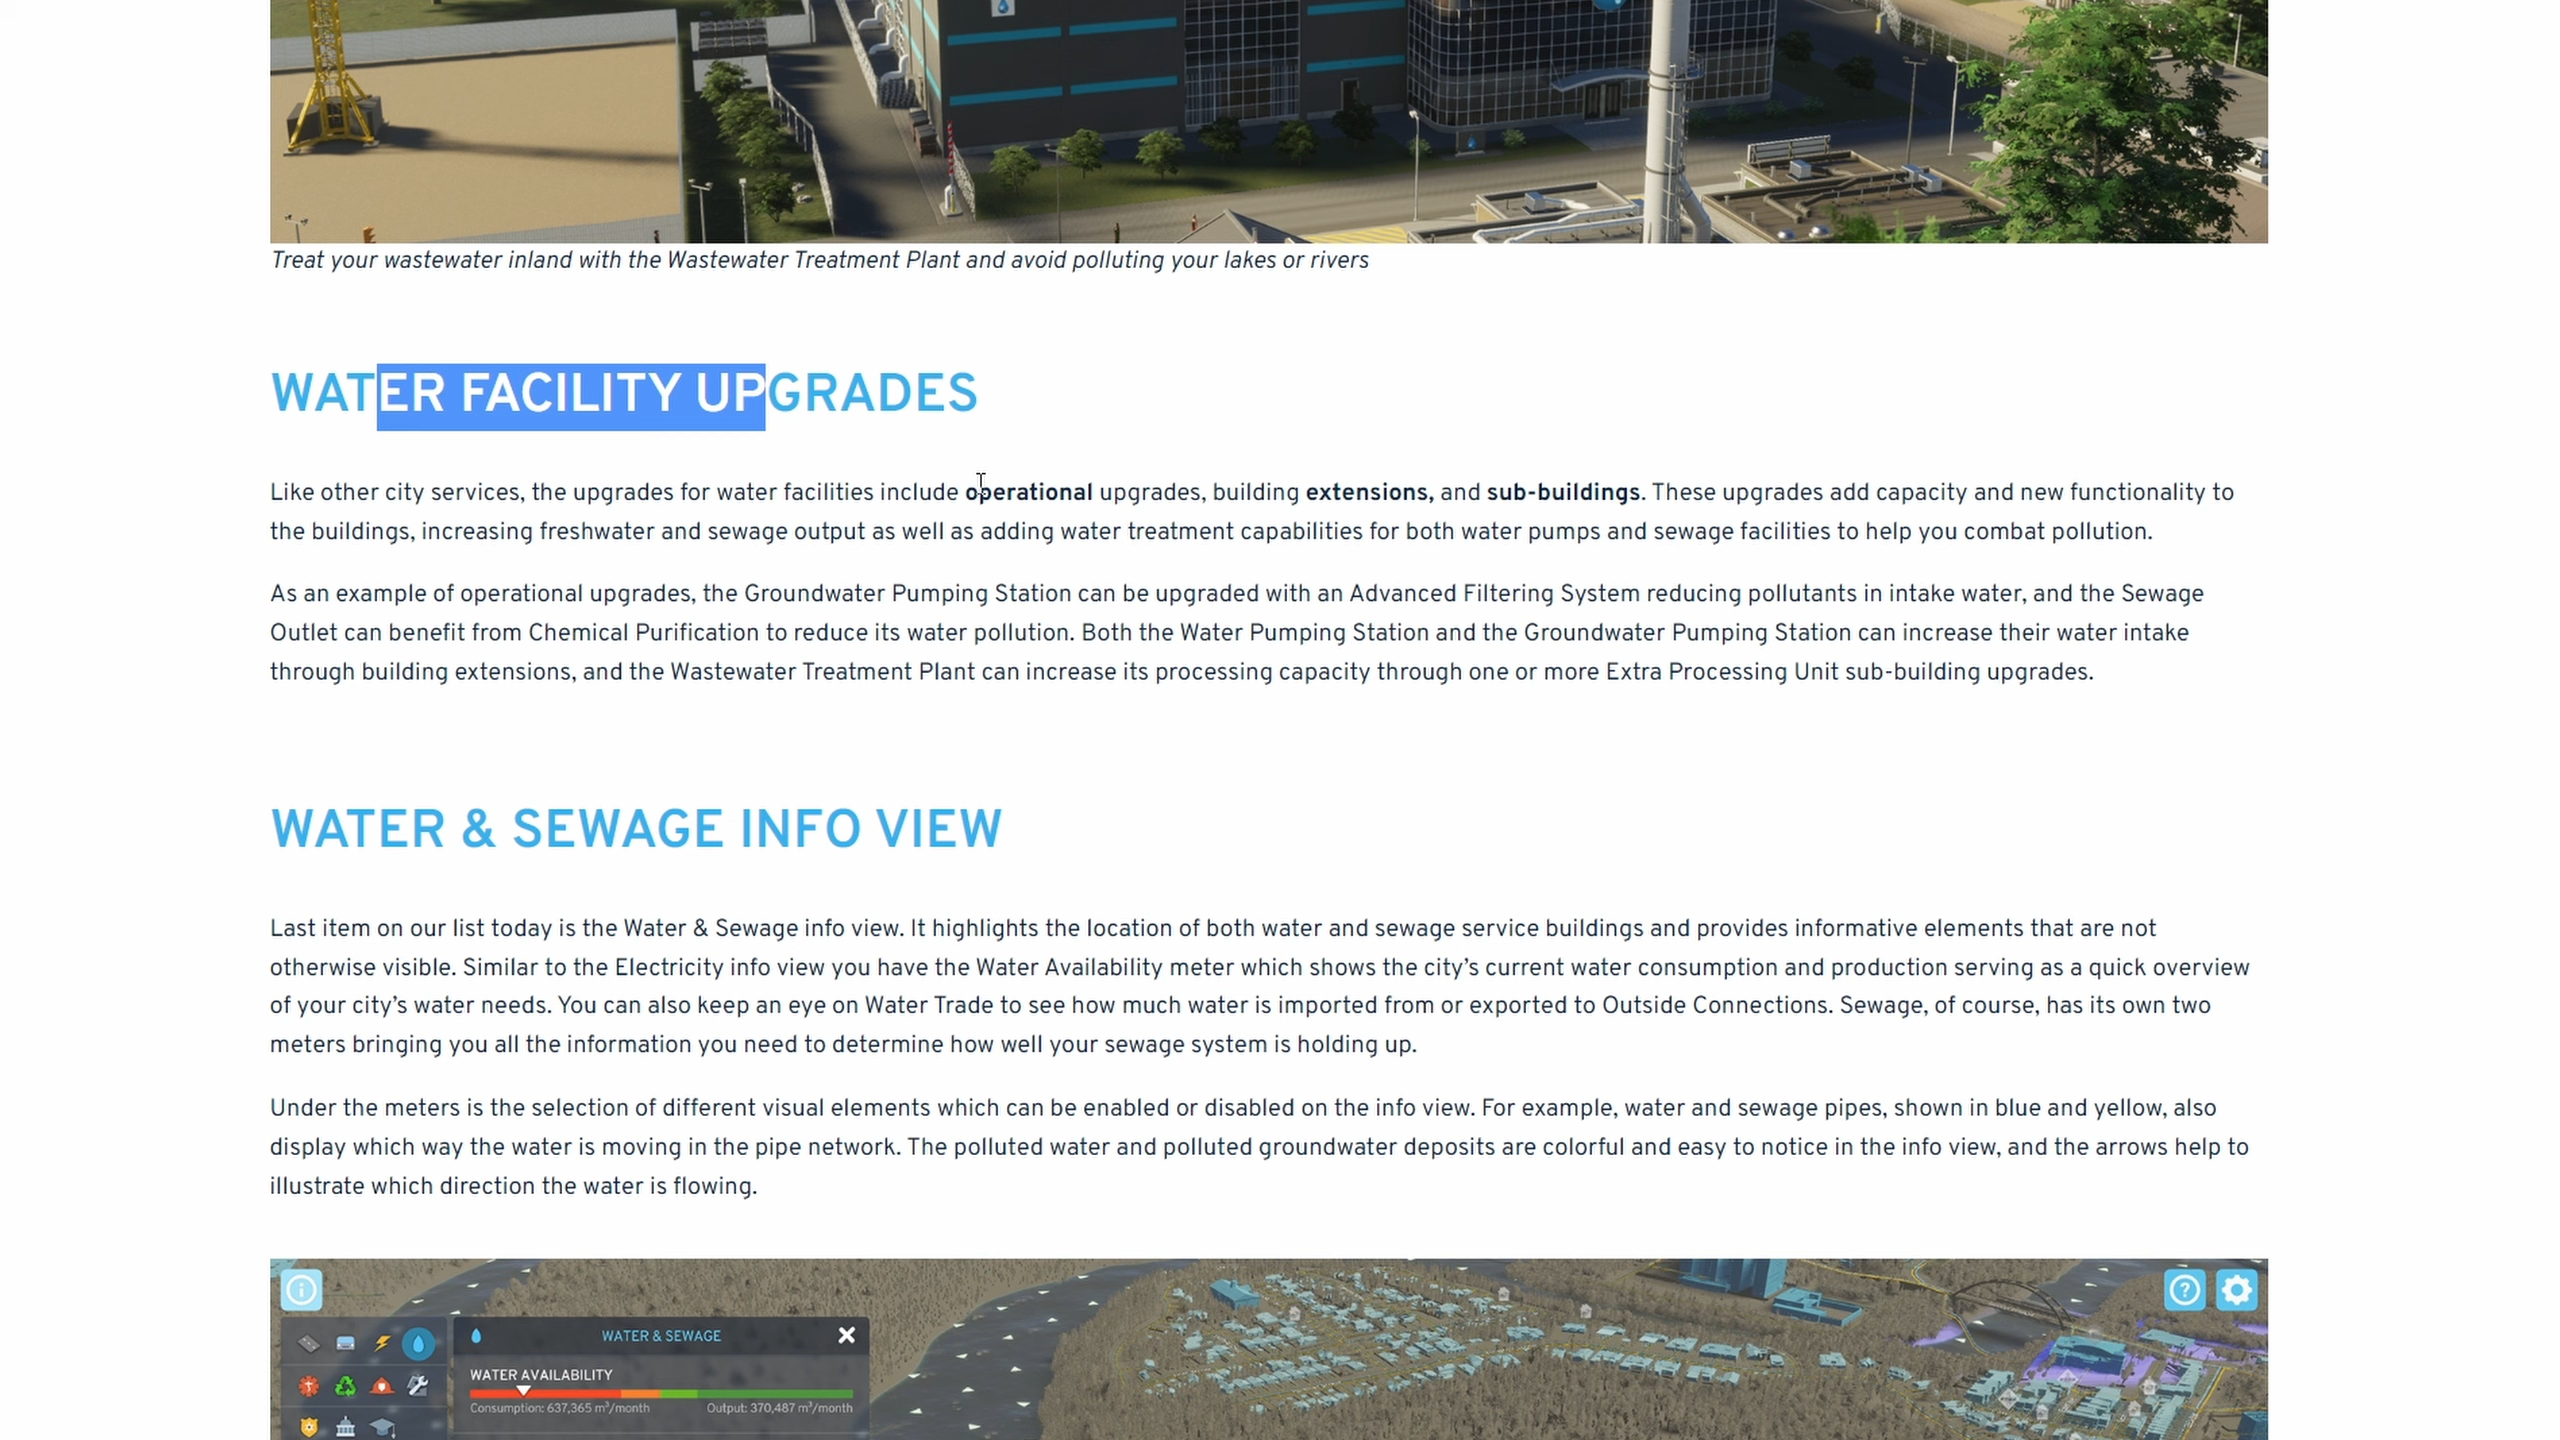 Treat your wastewater inland with the Wastewater Treatment Plant and avoid polluting your lakes or rivers
WATER FACILITY UPGRADES
Like other city services, the upgrades for water facilities include operational upgrades, building extensions, and sub-buildings. These upgrades add capacity and new functionality to
the buildings, increasing freshwater and sewage output as well as adding water treatment capabilities for both water pumps and sewage facilities to help you combat pollution.
As an example of operational upgrades, the Groundwater Pumping Station can be upgraded with an Advanced Filtering System reducing pollutants in intake water, and the Sewage
Outlet can benefit from Chemical Purification to reduce its water pollution. Both the Water Pumping Station and the Groundwater Pumping Station can increase their water intake
through building extensions, and the Wastewater Treatment Plant can increase its processing capacity through one or more Extra Processing Unit sub-building upgrades.
WATER & SEWAGE INFO VIEW
Last item on our list today is the Water & Sewage info view. It highlights the location of both water and sewage service buildings and provides informative elements that are not
otherwise visible. Similar to the Electricity info view you have the Water Availability meter which shows the city’s current water consumption and production serving as a quick overview
of your city’s water needs. You can also keep an eye on Water Trade to see how much water is imported from or exported to Outside Connections. Sewage, of course, has its own two
meters bringing you all the information you need to determine how well your sewage system is holding up.
Under the meters is the selection of different visual elements which can be enabled or disabled on the info view. For example, water and sewage pipes, shown in blue and yellow, also
display which way the water is moving in the pipe network. The polluted water and polluted groundwater deposits are colorful and easy to notice in the info view, and the arrows help to
illustrate which direction the water is flowing.
WATER & SEWAGE
WATER AVAILABILITY
Consumption: 637,365 m³/month Output: 370,487 m³/month